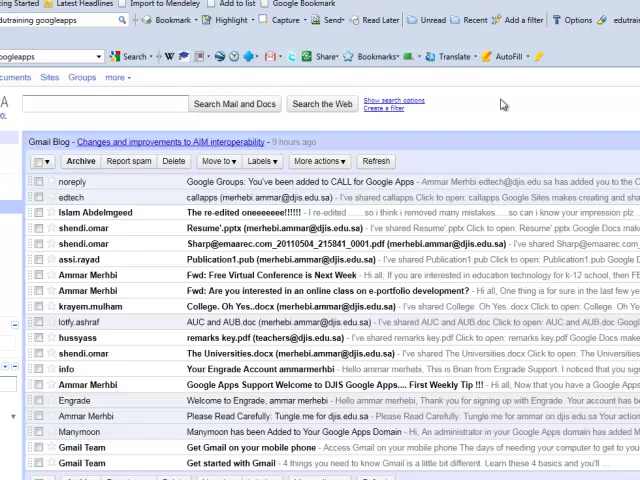 tting Started Latest Headlines Import to Mendeley Add to list Google Bookmark
edutraining googleapps Bookmark Highlight Capture Send Read Later Unread Recent Add a filter Options edutrain
googleapps Search Share Bookmarks Translate AutoFill
ocuments Sites Groups more
A
OL
Search Mail and Docs Search the Web Show search options
Create a filter
Gmail Blog - Changes and improvements to AIM interoperability - 9 hours ago
Archive Report spam Delete Move to Labels More actions Refresh
noreply Google Groups: You've been added to CALL for Google Apps - Ammar Merhbi edtech@djis.edu.sa has added you to the C
edtech callapps (merhebi.ammar@djis.edu.sa) - I've shared callapps Click to open: callapps Google Sites makes creating and shar
Islam Abdelmgeed The re-edited oneeeeee!!!!!! - I re-edited ......so i think i removed many mistakes.....so can i know your impression plz
shendi.omar Resume'.pptx (merhebi.ammar@djis.edu.sa) - I've shared Resume'.pptx Click to open: Resume'.pptx Google Docs
shendi.omar Sharp@emaarec_20110504_215841_0001.pdf (merhebi.ammar@djis.edu.sa) - I've shared Sharp@emaarec
assi.rayad Publication1.pub (merhebi.ammar@djis.edu.sa) - I've shared Publication1.pub Click to open: Publication1.pub Google
Ammar Merhbi Fwd: Free Virtual Conference is Next Week - Hi all, If you are interested in education technology for k-12 school, then FB
Ammar Merhbi Fwd: Are you interested in an online class on e-portfolio development? - Hi all, One thing is for sure in the last few ye
krayem.mulham College. Oh Yes..docx (merhebi.ammar@djis.edu.sa) - I've shared College. Oh Yes..docx Click to open: College.
lotfy.ashraf AUC and AUB.doc (merhebi.ammar@djis.edu.sa) - I've shared AUC and AUB.doc Click to open: AUC and AUB.doc Goog
hussyass remarks key.pdf (teachers@djis.edu.sa) - I've shared remarks key.pdf Click to open: remarks key.pdf Google Docs make
shendi.omar The Universities.docx (merhebi.ammar@djis.edu.sa) - I've shared The Universities.docx Click to open: The Universiti
info Your Engrade Account ammarmerhbi - Hello ammar merhebi, This is Brian from Engrade Support. I noticed that you sign
Ammar Merhbi Google Apps Support Welcome to DJIS Google Apps.... First Weekly Tip !!! - Hi all, Now that you have a Google Apps
Engrade Welcome to Engrade, ammar merhebi - Hello ammar merhebi, Thank you for signing up with Engrade. Your account has be
Ammar Merhbi Please Read Carefully: Tungle.me for djis.edu.sa - Please Read Carefully: Tungle.me for ammar on djis.edu.sa Your actio
Manymoon Manymoon has been Added to Your Google Apps Domain - Hi, An administrator in your Google Apps domain has added M
Gmail Team Get Gmail on your mobile phone - Access Gmail on your mobile phone The days of needing your computer to get to your
Gmail Team Get started with Gmail - 4 things you need to know Gmail is a little bit different. Learn these 4 basics and you'll